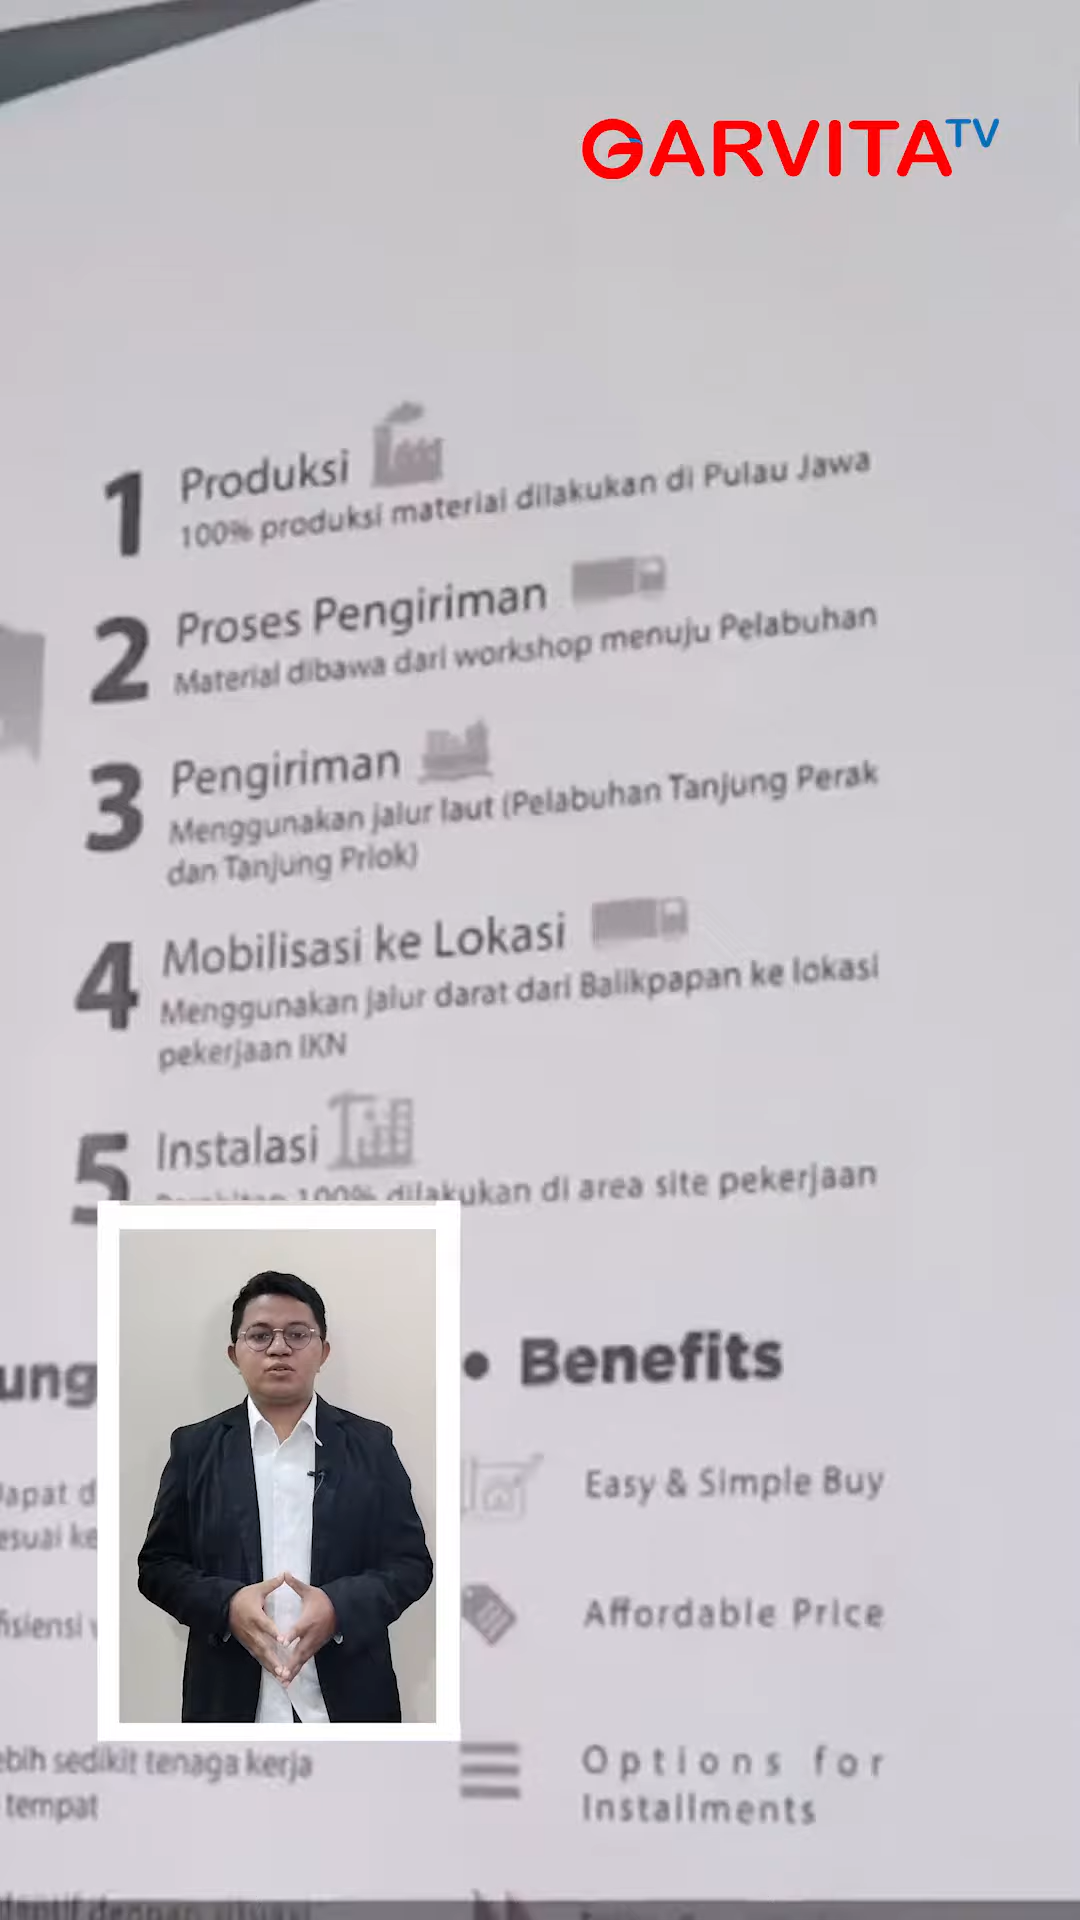 GARVITA TV
1 Produksi
100% produksi material dilakukan di Pulau Jawa
2 Proses Pengiriman
Material dibawa dari workshop menuju Pelabuhan
3 Pengiriman
Menggunakan jalur laut (Pelabuhan Tanjung Perak
dan Tanjung Priok)
4 Mobilisasi ke Lokasi
Menggunakan jalur darat dari Balikpapan ke lokasi
pekerjaan IKN
5 Instalasi
100% dilakukan di area site pekerjaan
• Benefits
Easy & Simple Buy
Affordable Price
sedikit tenaga kerja
tempat
Options for
Installments